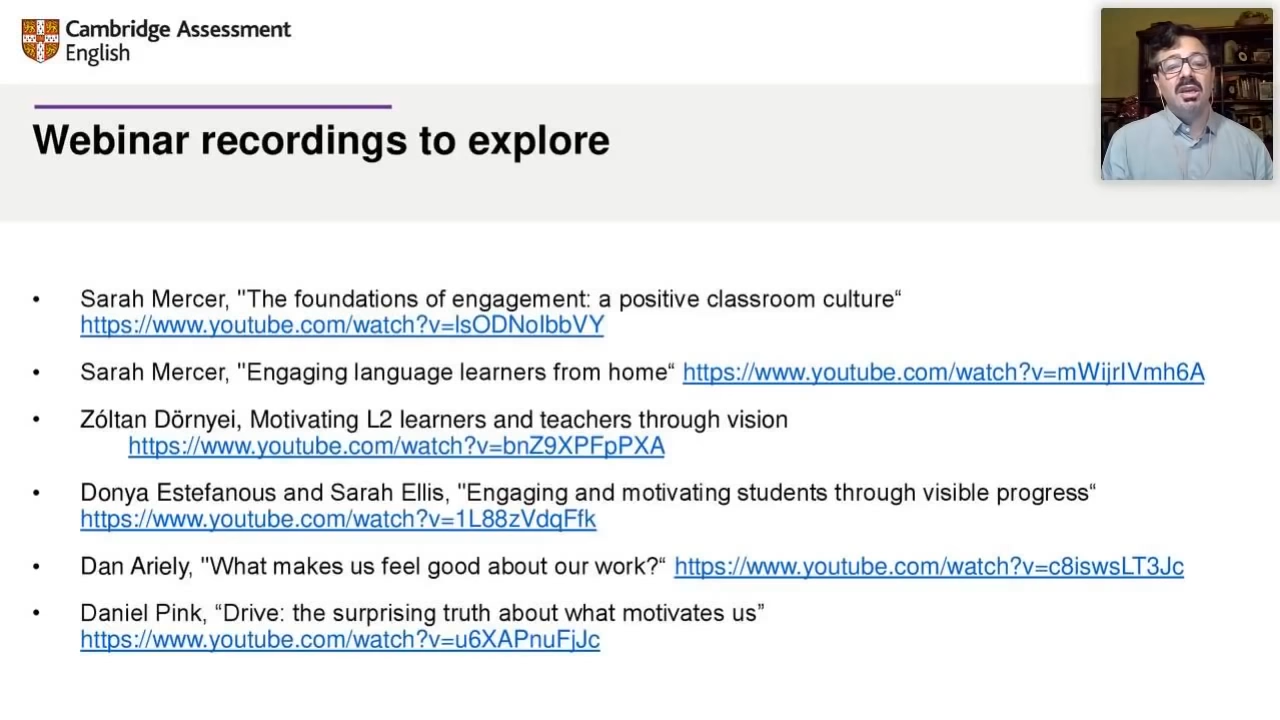 Cambridge Assessment
English
Webinar recordings to explore
• Sarah Mercer, "The foundations of engagement: a positive classroom culture“
https://www.youtube.com/watch?v=lsODNoIbbVY
• Sarah Mercer, "Engaging language learners from home“ https://www.youtube.com/watch?v=mWijrIVmh6A
• Zóltan Dörnyei, Motivating L2 learners and teachers through vision
https://www.youtube.com/watch?v=bnZ9XPFpPXA
• Donya Estefanous and Sarah Ellis, "Engaging and motivating students through visible progress“
https://www.youtube.com/watch?v=1L88zVdqFfk
• Dan Ariely, "What makes us feel good about our work?“ https://www.youtube.com/watch?v=c8iswsLT3Jc
• Daniel Pink, “Drive: the surprising truth about what motivates us”
https://www.youtube.com/watch?v=u6XAPnuFjJc